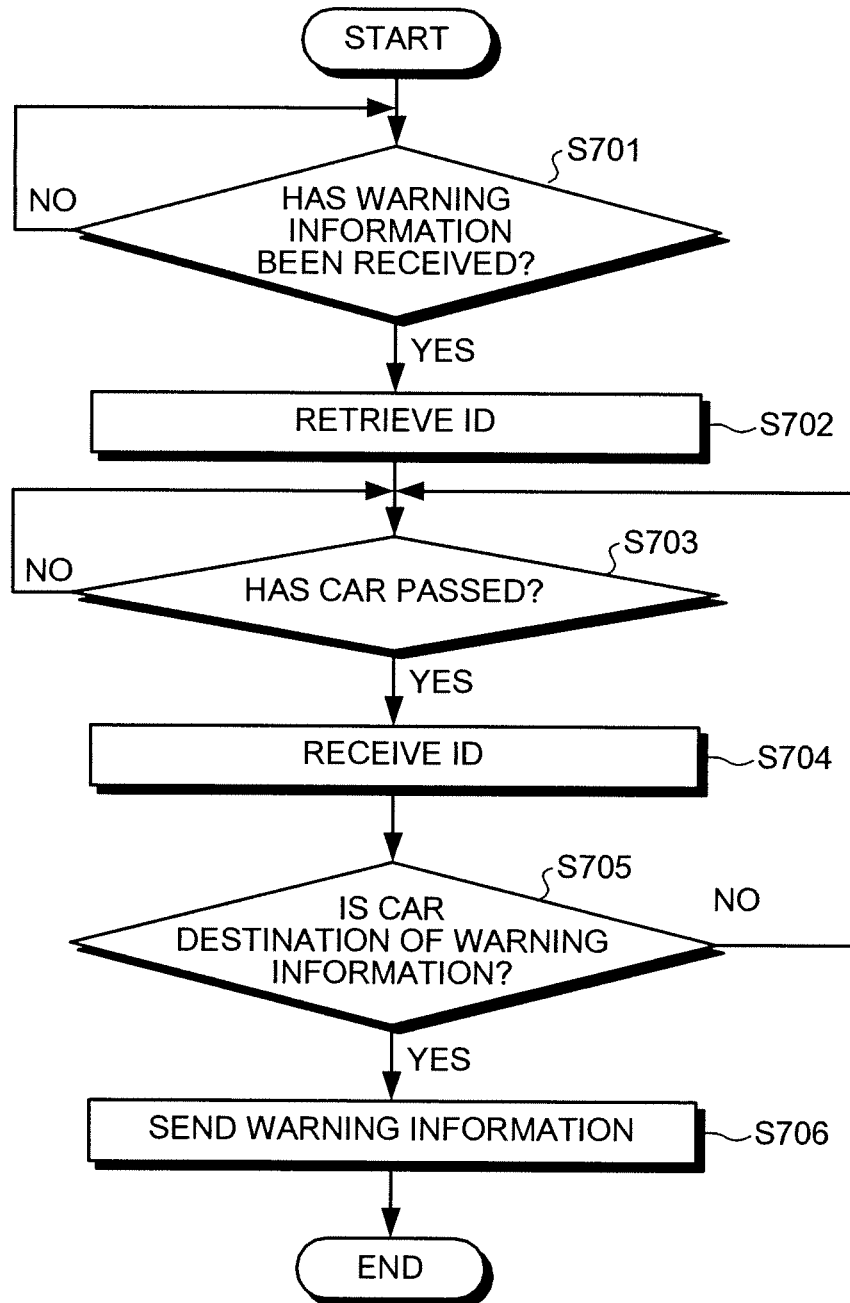 START
S701
NO
HAS WARNING
INFORMATION
BEEN RECEIVED?
YES
RETRIEVE ID
S702
S703
NO
HAS CAR PASSED?
YES
RECEIVE ID
S704
S705
NO
IS CAR
DESTINATION OF WARNING
INFORMATION?
YES
SEND WARNING INFORMATION
S706
END